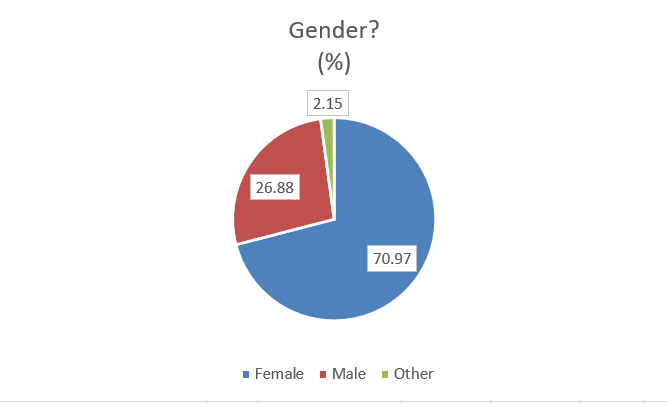 Gender?
(%)
2.15
26.88
70.97
Female Male Other